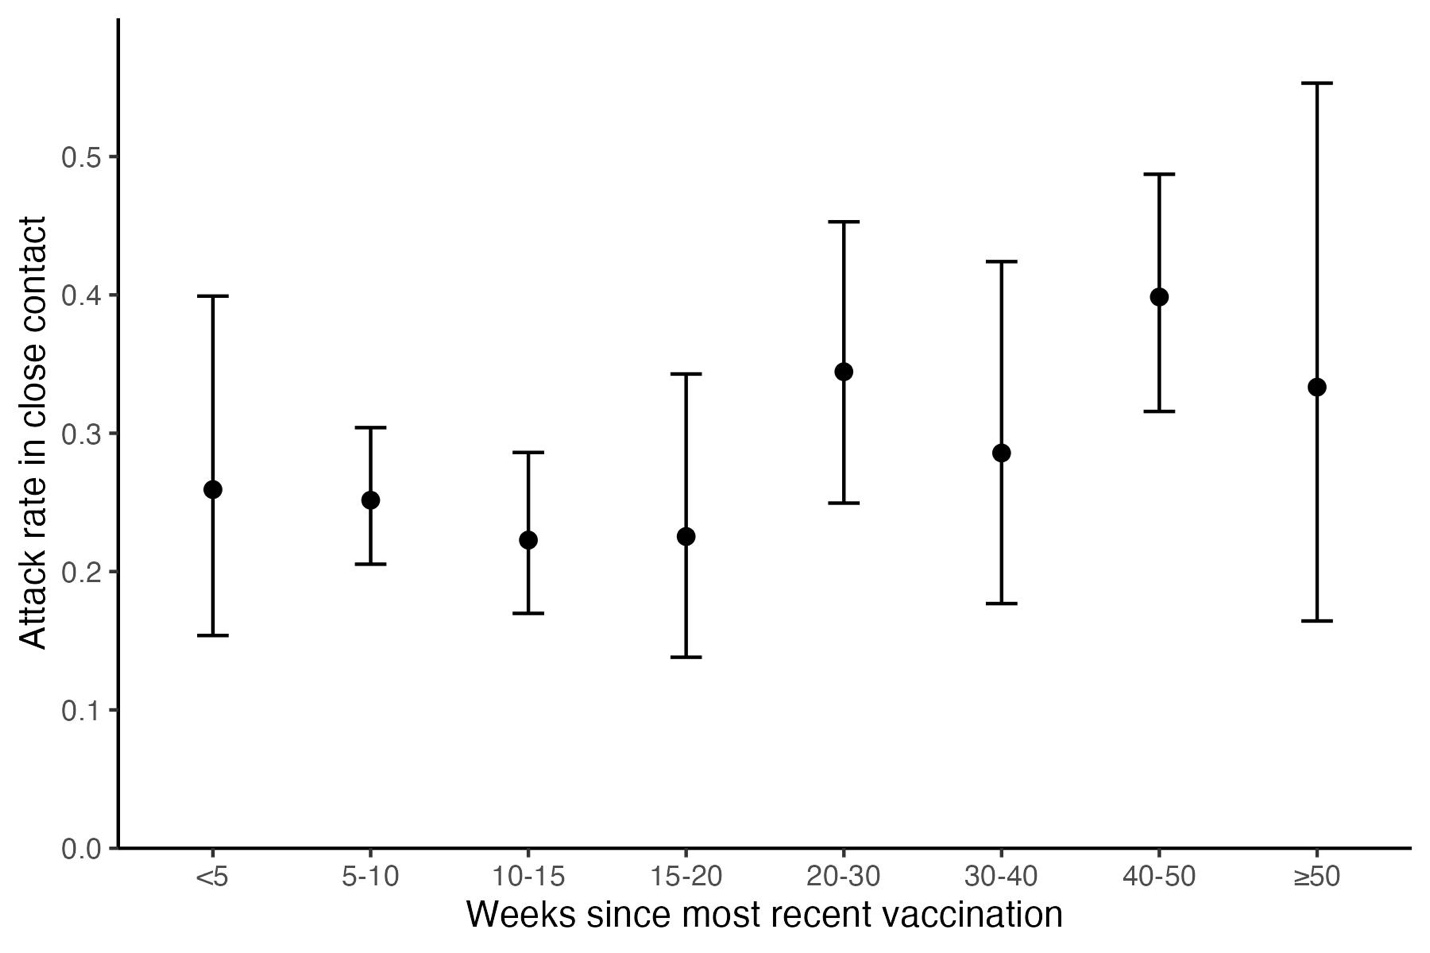 Attack rate in close contact
0.5
0.4
0.3
0.2
0.1
0.0
<5 5-10 10-15 15-20 20-30 30-40 40-50 ≥50
Weeks since most recent vaccination